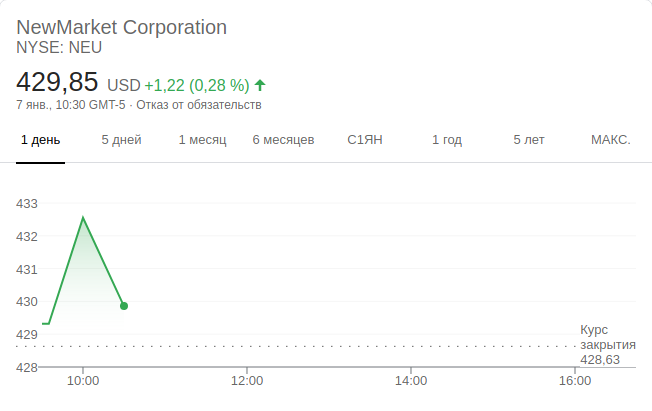 NewMarket Corporation
NYSE: NEU
429,85 USD +1,22 (0,28 %)
7 янв., 10:30 GMT-5 · Отказ от обязательств
1 день 5 дней 1 месяц 6 месяцев С1ЯН 1 год 5 лет МАКС.
433
432
431
430
429
428
Курс
закрытия
428,63
10:00 12:00 14:00 16:00